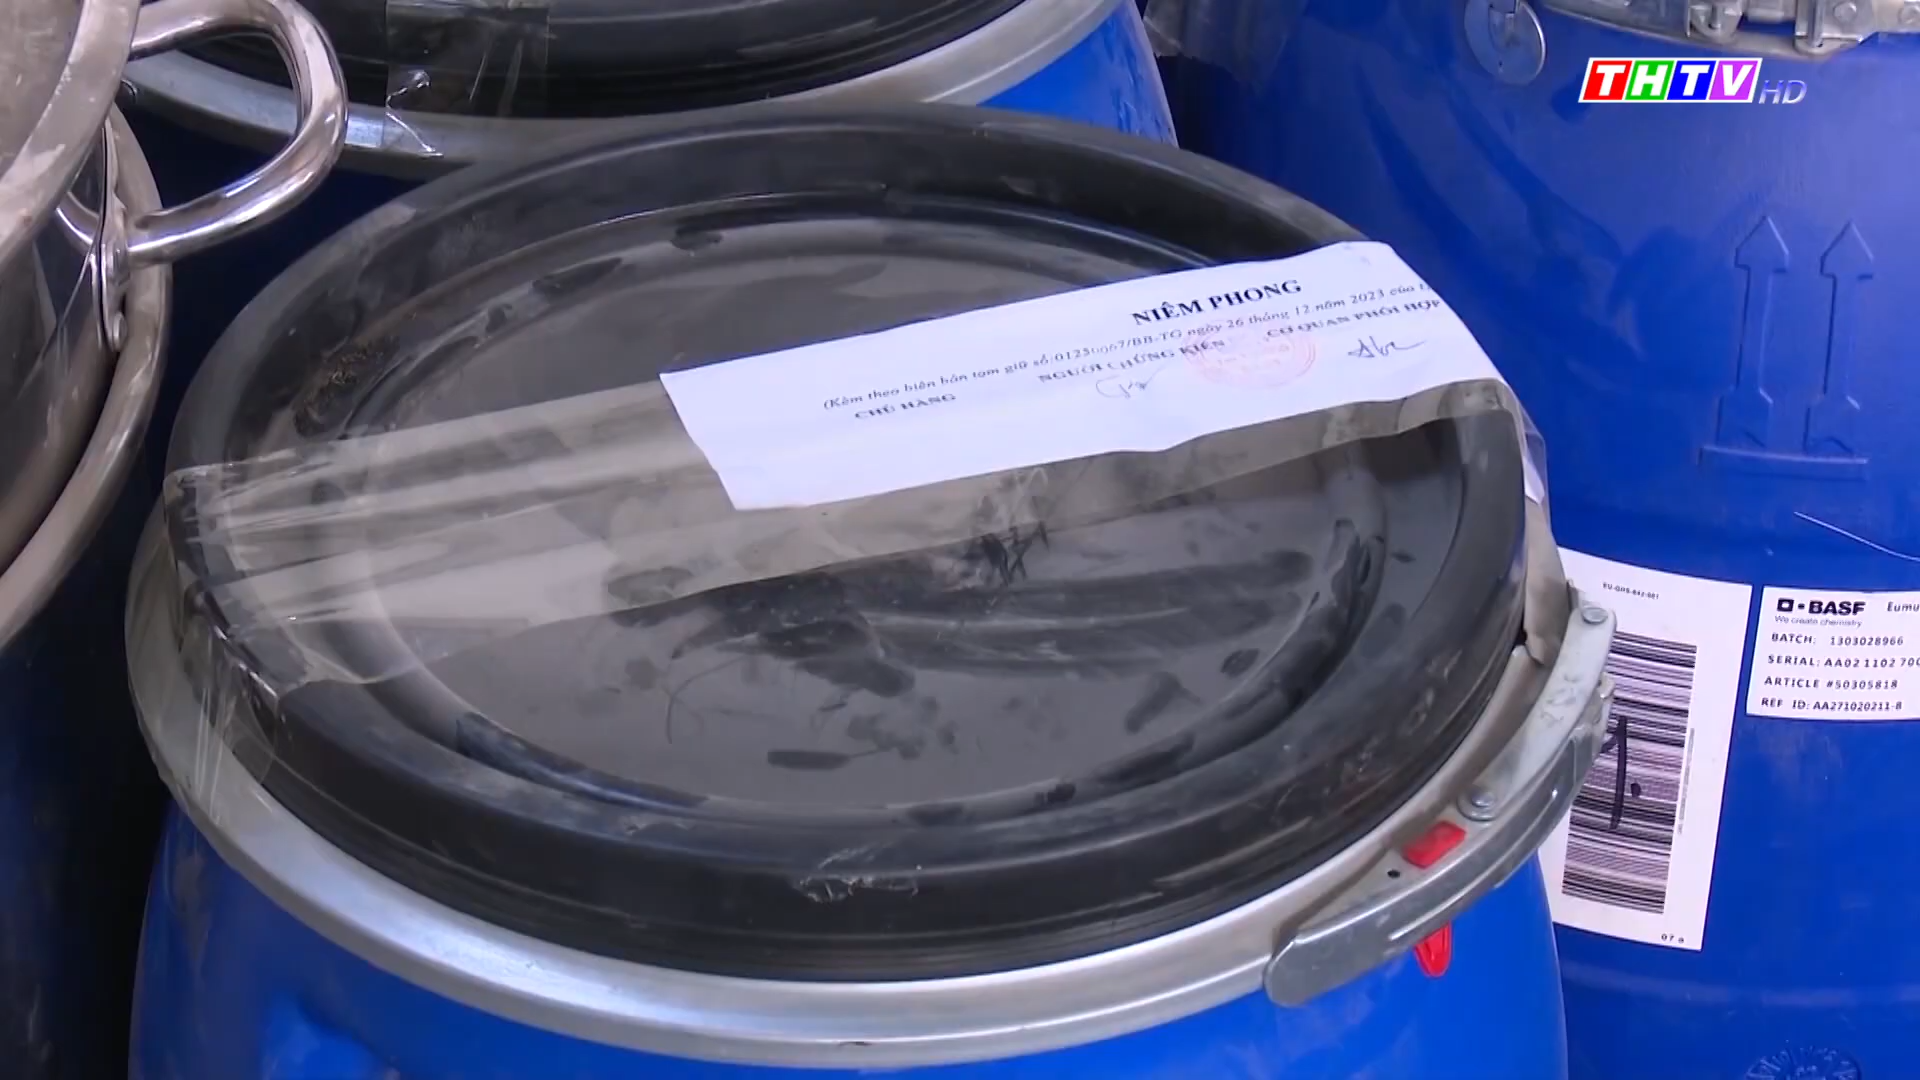 THTV HD
NIÊM PHONG
(Kèm theo biên bản tạm giữ số: /BB-TG ngày 26 tháng 12 năm 2023 của
CHỦ HÀNG NGƯỜI CHỨNG KIẾN CƠ QUAN PHỐI HỢP
BASF
We create chemistry
BATCH: 1303028966
SERIAL: AA02 1102 700
ARTICLE #50305818
REF ID: AA271020211-8